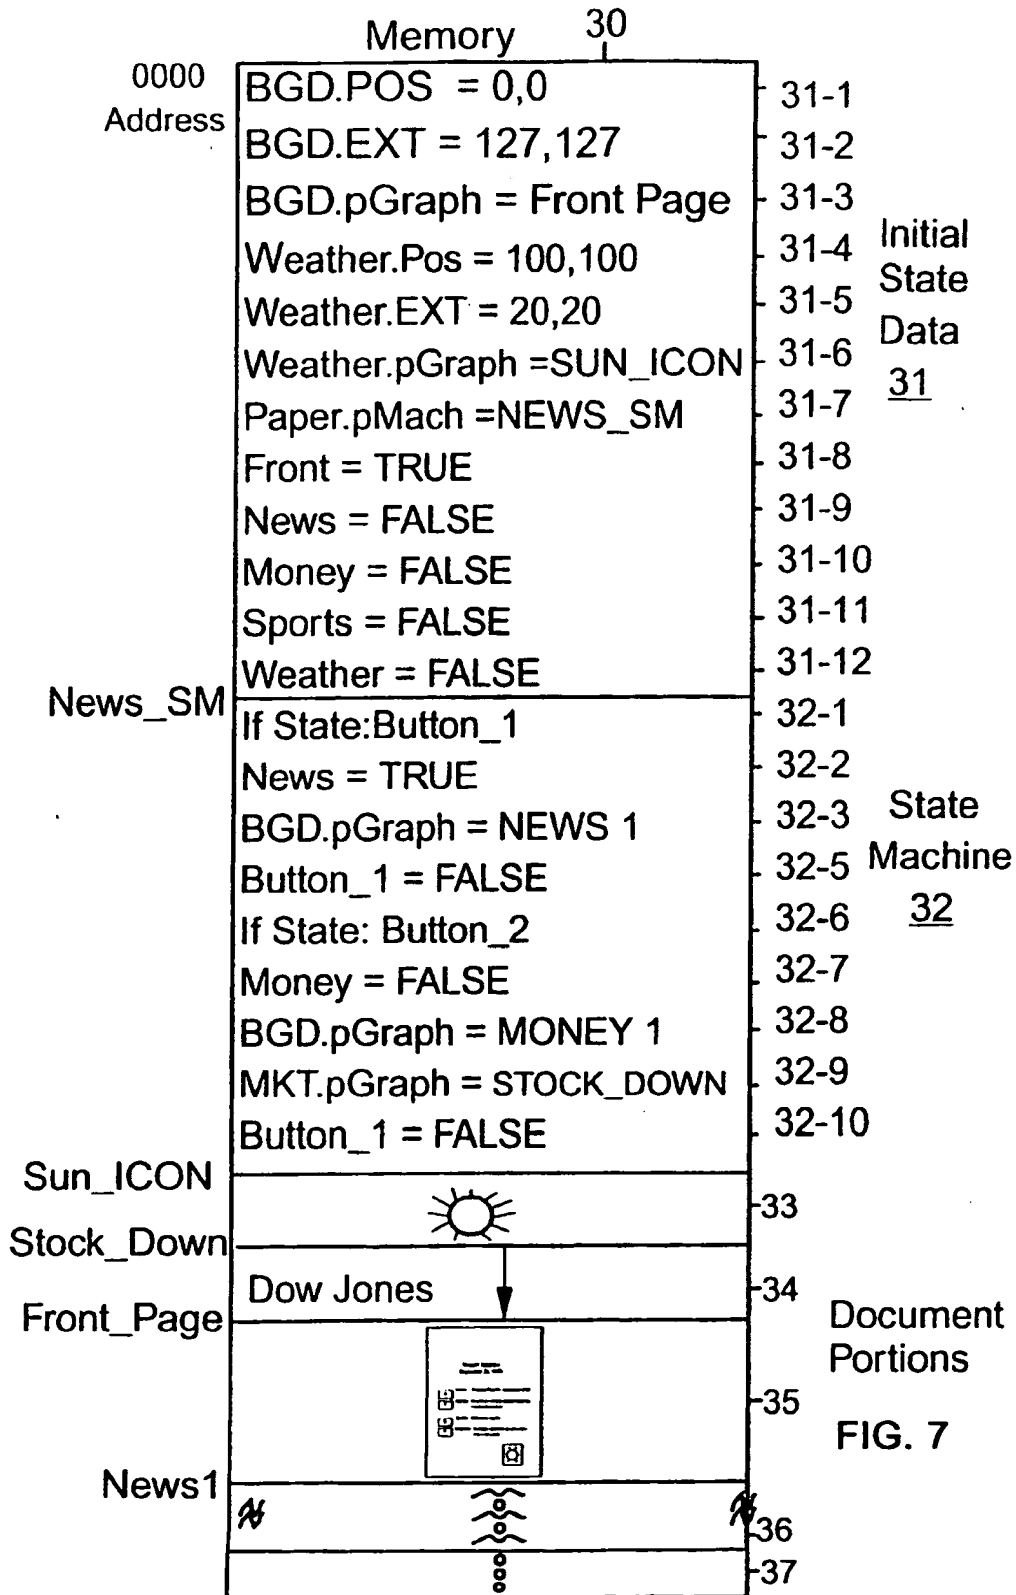 Memory 30
0000
Address
BGD.POS = 0,0 31-1
BGD.EXT = 127,127 31-2
BGD.pGraph = Front Page 31-3
Weather.Pos = 100,100 31-4
Weather.EXT = 20,20 31-5
Weather.pGraph =SUN_ICON 31-6
Paper.pMach =NEWS_SM 31-7
Front = TRUE 31-8
News = FALSE 31-9
Money = FALSE 31-10
Sports = FALSE 31-11
Weather = FALSE 31-12
Initial
State
Data
31
News_SM
If State:Button_1 32-1
News = TRUE 32-2
BGD.pGraph = NEWS 1 32-3
Button_1 = FALSE 32-5
If State: Button_2 32-6
Money = FALSE 32-7
BGD.pGraph = MONEY 1 32-8
MKT.pGraph = STOCK_DOWN 32-9
Button_1 = FALSE 32-10
State
Machine
32
Sun_ICON
33
Stock_Down
Dow Jones 34
Front_Page
35
Document
Portions
FIG. 7
News1
36
37